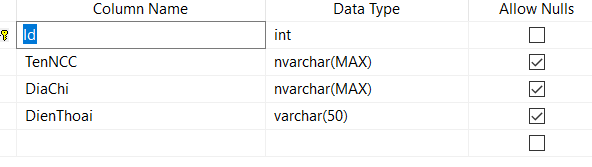 Column Name Data Type Allow Nulls
Id int
TenNCC nvarchar(MAX)
DiaChi nvarchar(MAX)
DienThoai varchar(50)